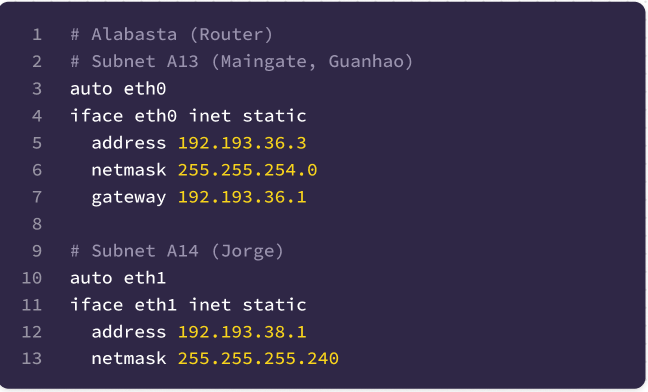 1 # Alabasta (Router)
2 # Subnet A13 (Maingate, Guanhao)
3 auto eth0
4 iface eth0 inet static
5 address 192.193.36.3
6 netmask 255.255.254.0
7 gateway 192.193.36.1
8
9 # Subnet A14 (Jorge)
10 auto eth1
11 iface eth1 inet static
12 address 192.193.38.1
13 netmask 255.255.255.240